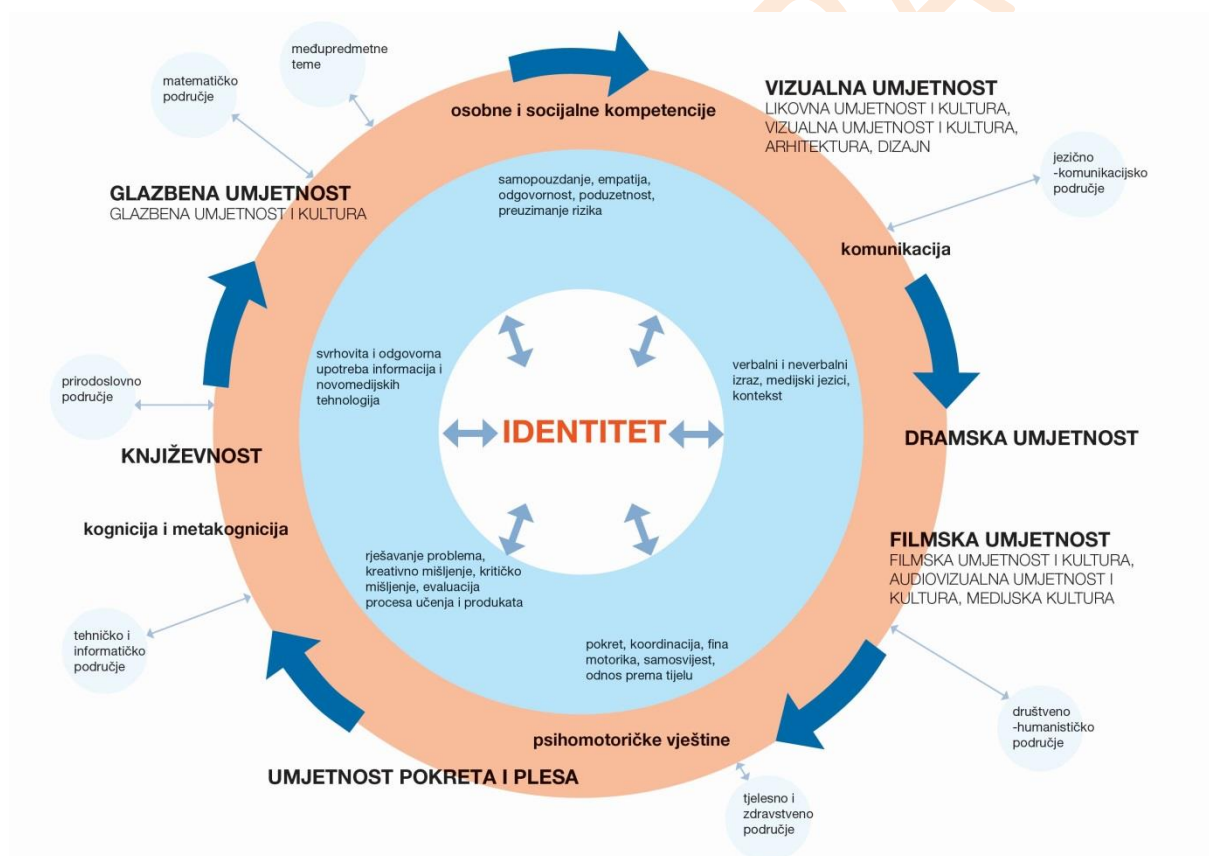 međupredmetne
teme
matematičko
područje
osobne i socijalne kompetencije
VIZUALNA UMJETNOST
LIKOVNA UMJETNOST I KULTURA,
VIZUALNA UMJETNOST I KULTURA,
ARHITEKTURA, DIZAJN
jezično
-komunikacijsko
područje
GLAZBENA UMJETNOST
GLAZBENA UMJETNOST I KULTURA
samopouzdanje, empatija,
odgovornost, poduzetnost,
preuzimanje rizika
komunikacija
svrhovita i odgovorna
upotreba informacija i
novomedijskih
tehnologija
verbalni i neverbalni
izraz, medijski jezici,
kontekst
prirodoslovno
područje
IDENTITET
DRAMSKA UMJETNOST
KNJIŽEVNOST
kognicija i metakognicija
FILMSKA UMJETNOST
FILMSKA UMJETNOST I KULTURA,
AUDIOVIZUALNA UMJETNOST I
KULTURA, MEDIJSKA KULTURA
rješavanje problema,
kreativno mišljenje, kritičko
mišljenje, evaluacija
procesa učenja i produkata
tehničko i
informatičko
područje
pokret, koordinacija, fina
motorika, samosvijest,
odnos prema tijelu
društveno
-humanističko
područje
psihomotoričke vještine
UMJETNOST POKRETA I PLESA
tjelesno i
zdravstveno
područje